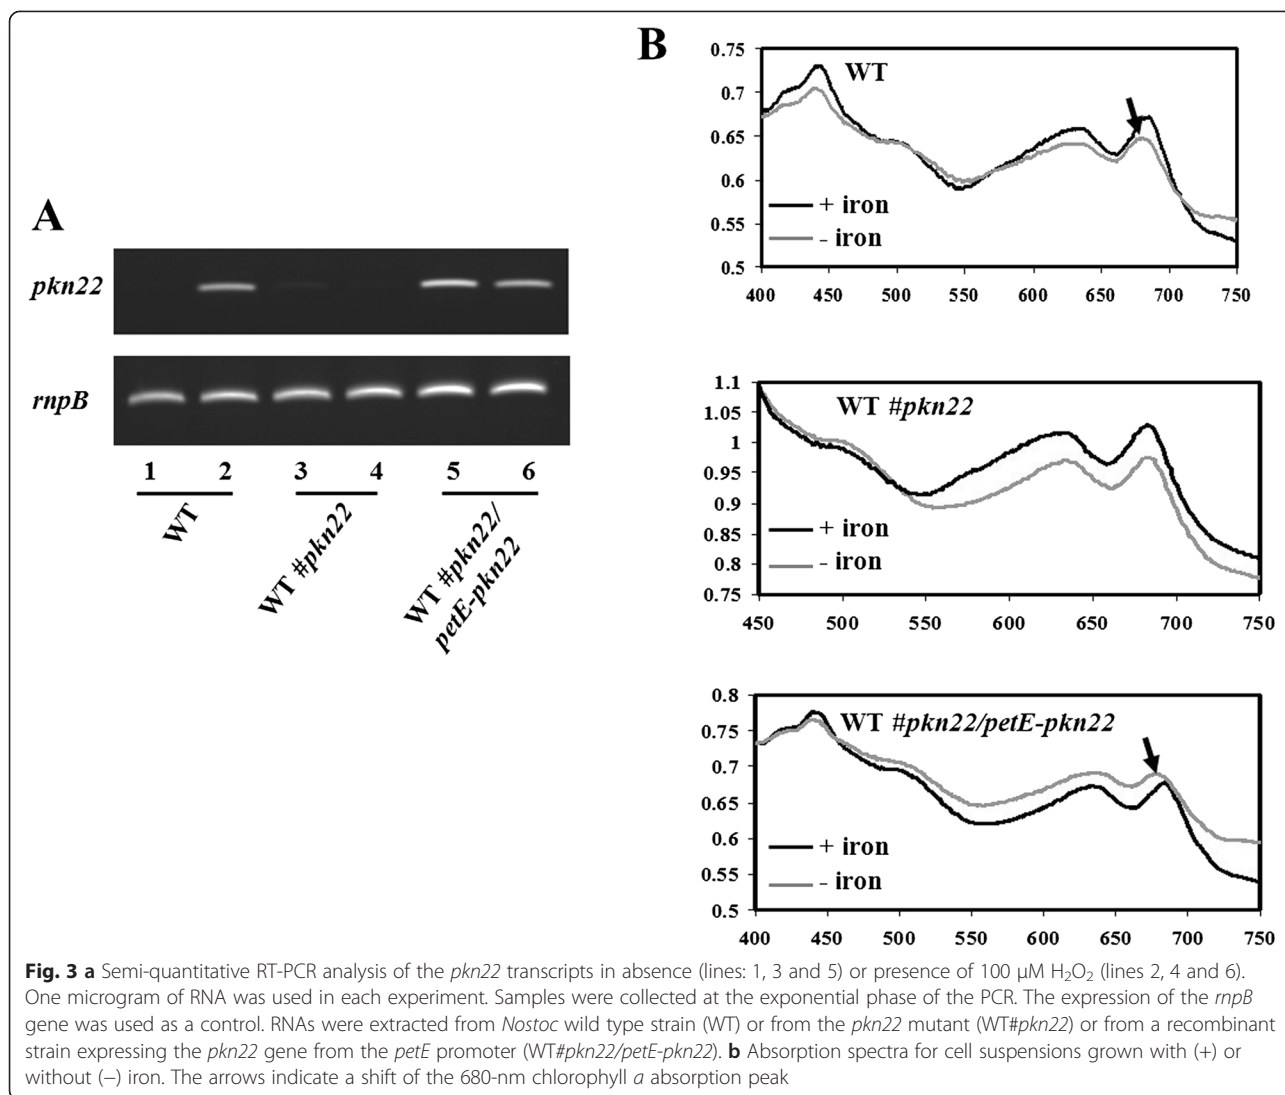 A
pkn22
rnpB
1 2 3 4 5 6
WT
WT #pkn22
WT #pkn22/
petE-pkn22
B
WT
+ iron
- iron
0.75
0.7
0.65
0.6
0.55
0.5
400 450 500 550 600 650 700 750
WT #pkn22
+ iron
- iron
1.1
1.05
1
0.95
0.9
0.85
0.8
0.75
450 500 550 600 650 700 750
WT #pkn22/petE-pkn22
+ iron
- iron
0.8
0.75
0.7
0.65
0.6
0.55
0.5
400 450 500 550 600 650 700 750
Fig. 3 a Semi-quantitative RT-PCR analysis of the pkn22 transcripts in absence (lines: 1, 3 and 5) or presence of 100 μM H₂O₂ (lines 2, 4 and 6).
One microgram of RNA was used in each experiment. Samples were collected at the exponential phase of the PCR. The expression of the rnpB
gene was used as a control. RNAs were extracted from Nostoc wild type strain (WT) or from the pkn22 mutant (WT#pkn22) or from a recombinant
strain expressing the pkn22 gene from the petE promoter (WT#pkn22/petE-pkn22). b Absorption spectra for cell suspensions grown with (+) or
without (−) iron. The arrows indicate a shift of the 680-nm chlorophyll a absorption peak